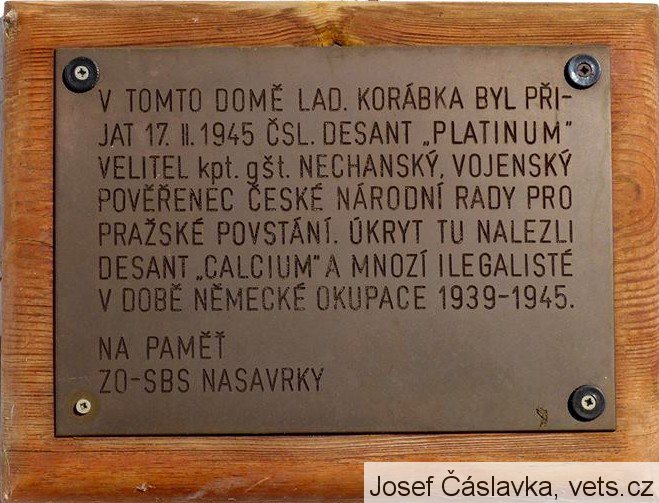 V TOMTO DOMĚ LAD. KORÁBKA BYL PŘI-
JAT 17. II. 1945 ČSL. DESANT „PLATINUM"
VELITEL kpt. gšt. NECHANSKÝ, VOJENSKÝ
POVĚŘENEC ČESKÉ NÁRODNÍ RADY PRO
PRAŽSKÉ POVSTÁNÍ. ÚKRYT TU NALEZLI
DESANT „CALCIUM" A MNOZÍ ILEGALISTÉ
V DOBĚ NĚMECKÉ OKUPACE 1939-1945.
NA PAMĚŤ
ZO-SBS NASAVRKY
Josef Čáslavka, vets.cz